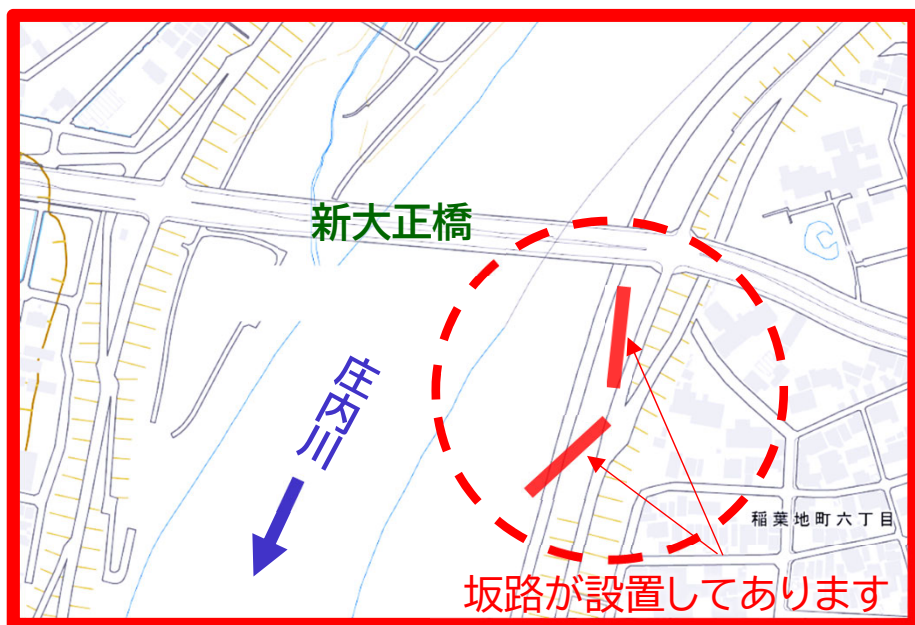 新大正橋
庄内川
稲葉地町六丁目
坂路が設置してあります